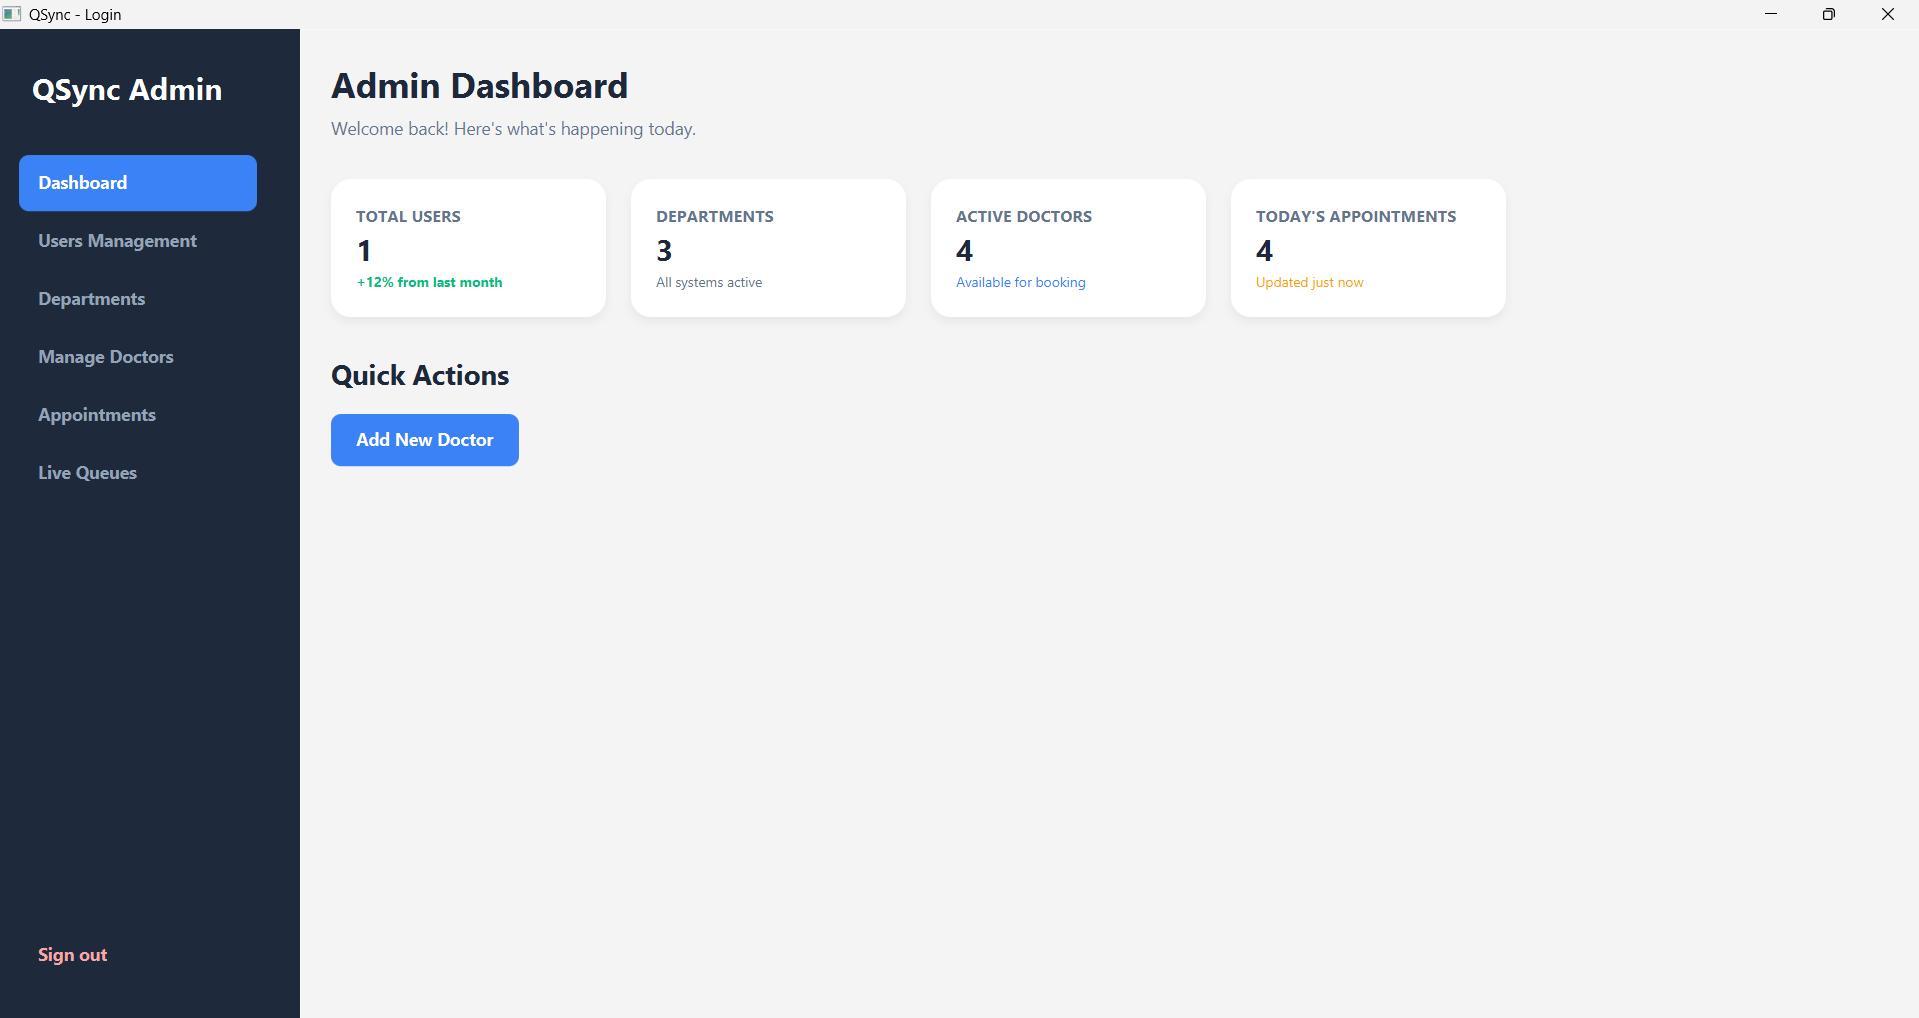 QSync - Login
QSync Admin
Dashboard
Users Management
Departments
Manage Doctors
Appointments
Live Queues
Sign out
Admin Dashboard
Welcome back! Here's what's happening today.
TOTAL USERS
1
+12% from last month
DEPARTMENTS
3
All systems active
ACTIVE DOCTORS
4
Available for booking
TODAY'S APPOINTMENTS
4
Updated just now
Quick Actions
Add New Doctor